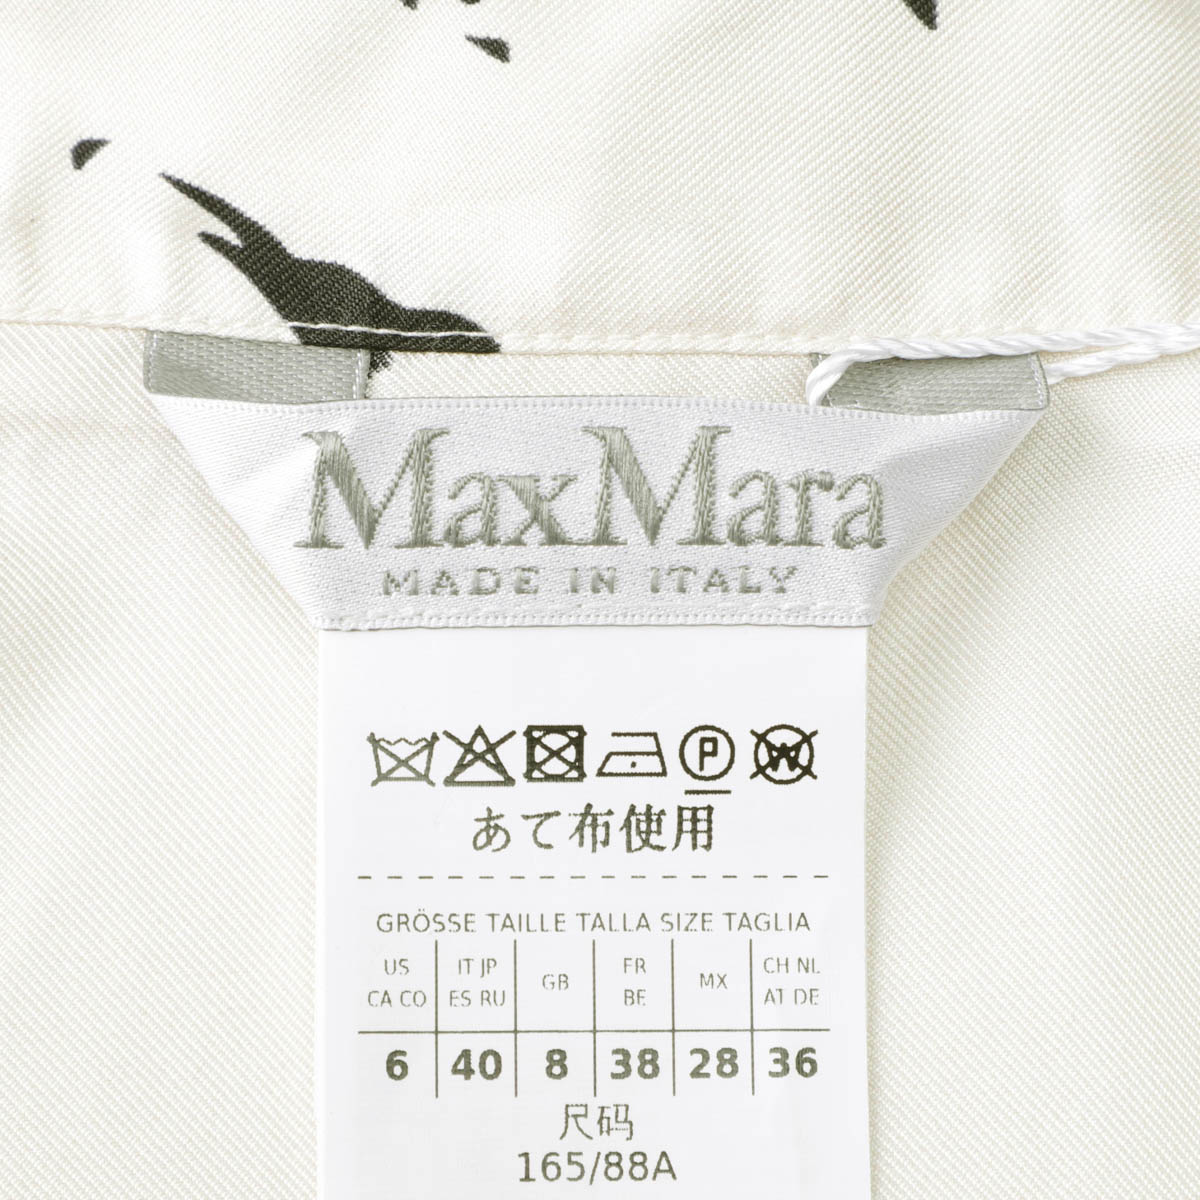 MaxMara
MADE IN ITALY
P W
あて布使用
GRÖSSE TAILLE TALLA SIZE TAGLIA
US IT JP GB FR MX CH NL
CA CO ES RU BE AT DE
6 40 8 38 28 36
尺码
165/88A